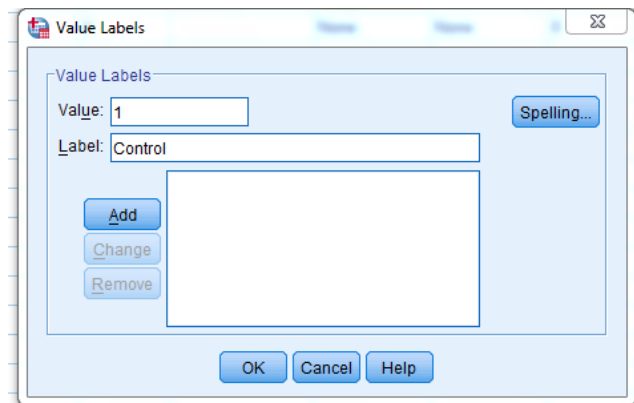 Value Labels
Value Labels
Value: 1
Spelling...
Label: Control
Add
Change
Remove
OK Cancel Help